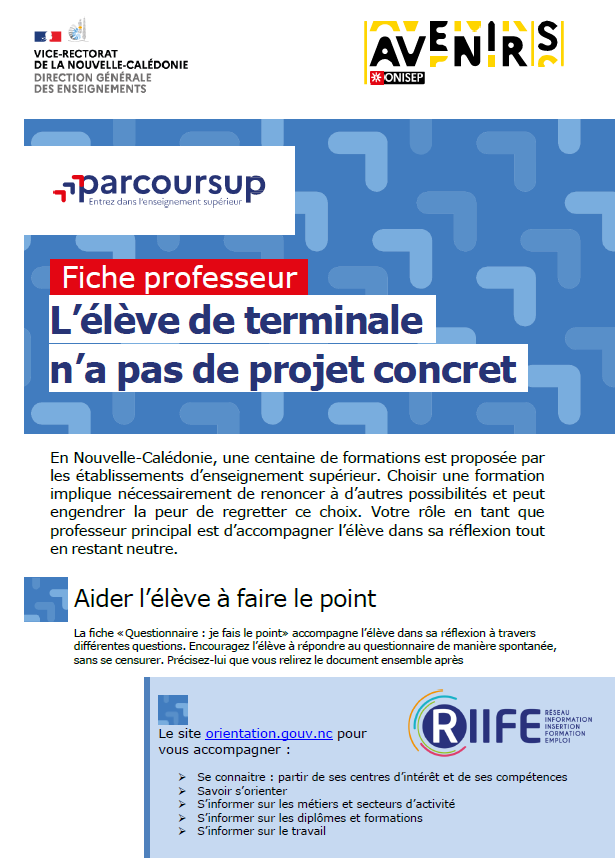 VICE-RECTORAT
DE LA NOUVELLE-CALÉDONIE
DIRECTION GÉNÉRALE
DES ENSEIGNEMENTS
AVENIRS
ONISEP
parcoursup
Entrez dans l'enseignement supérieur
Fiche professeur
L'élève de terminale
n'a pas de projet concret
En Nouvelle-Calédonie, une centaine de formations est proposée par
les établissements d'enseignement supérieur. Choisir une formation
implique nécessairement de renoncer à d'autres possibilités et peut
engendrer la peur de regretter ce choix. Votre rôle en tant que
professeur principal est d'accompagner l'élève dans sa réflexion tout
en restant neutre.
Aider l'élève à faire le point
La fiche « Questionnaire : je fais le point» accompagne l'élève dans sa réflexion à travers
différentes questions. Encouragez l'élève à répondre au questionnaire de manière spontanée,
sans se censurer. Précisez-lui que vous relirez le document ensemble après
Le site orientation.gouv.nc pour
vous accompagner :
RIIFE
RÉSEAU
INFORMATION
INSERTION
FORMATION
EMPLOI
➢ Se connaitre : partir de ses centres d'intérêt et de ses compétences
➢ Savoir s'orienter
➢ S'informer sur les métiers et secteurs d'activité
➢ S'informer sur les diplômes et formations
➢ S'informer sur le travail